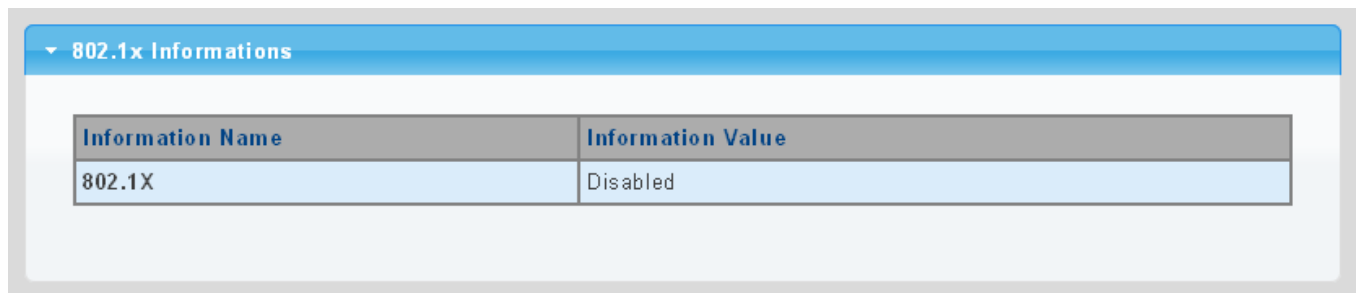 802.1x Informations
Information Name Information Value
802.1X Disabled